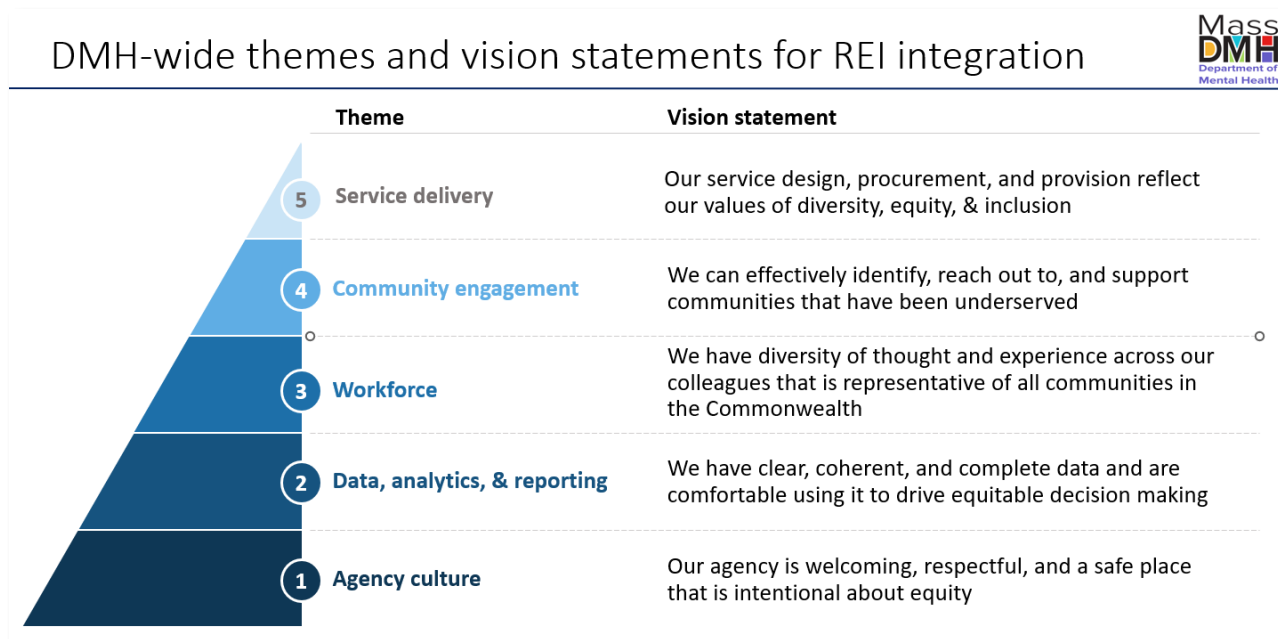 DMH-wide themes and vision statements for REI integration
Mass
DMH
Department of
Mental Health
Theme
Vision statement
5
Service delivery
Our service design, procurement, and provision reflect
our values of diversity, equity, & inclusion
4
Community engagement
We can effectively identify, reach out to, and support
communities that have been underserved
3
Workforce
We have diversity of thought and experience across our
colleagues that is representative of all communities in
the Commonwealth
2
Data, analytics, & reporting
We have clear, coherent, and complete data and are
comfortable using it to drive equitable decision making
1
Agency culture
Our agency is welcoming, respectful, and a safe place
that is intentional about equity